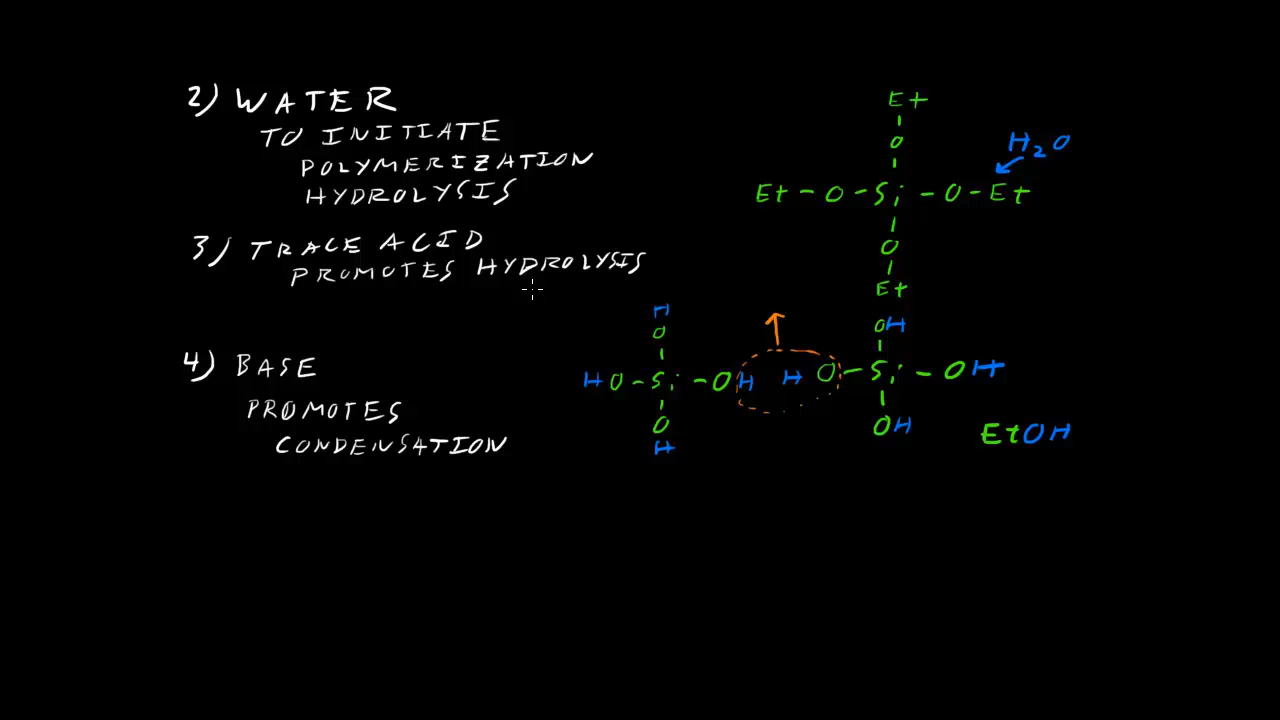 2) WATER
TO INITIATE
POLYMERIZATION
HYDROLYSIS
3) TRACE ACID
PROMOTES HYDROLYSIS
4) BASE
PROMOTES
CONDENSATION
Et
O
H2O
Et - O - Si - O - Et
O
Et
H
O
HO - Si - OH
O
H
OH
HO - Si - OH
OH
EtOH